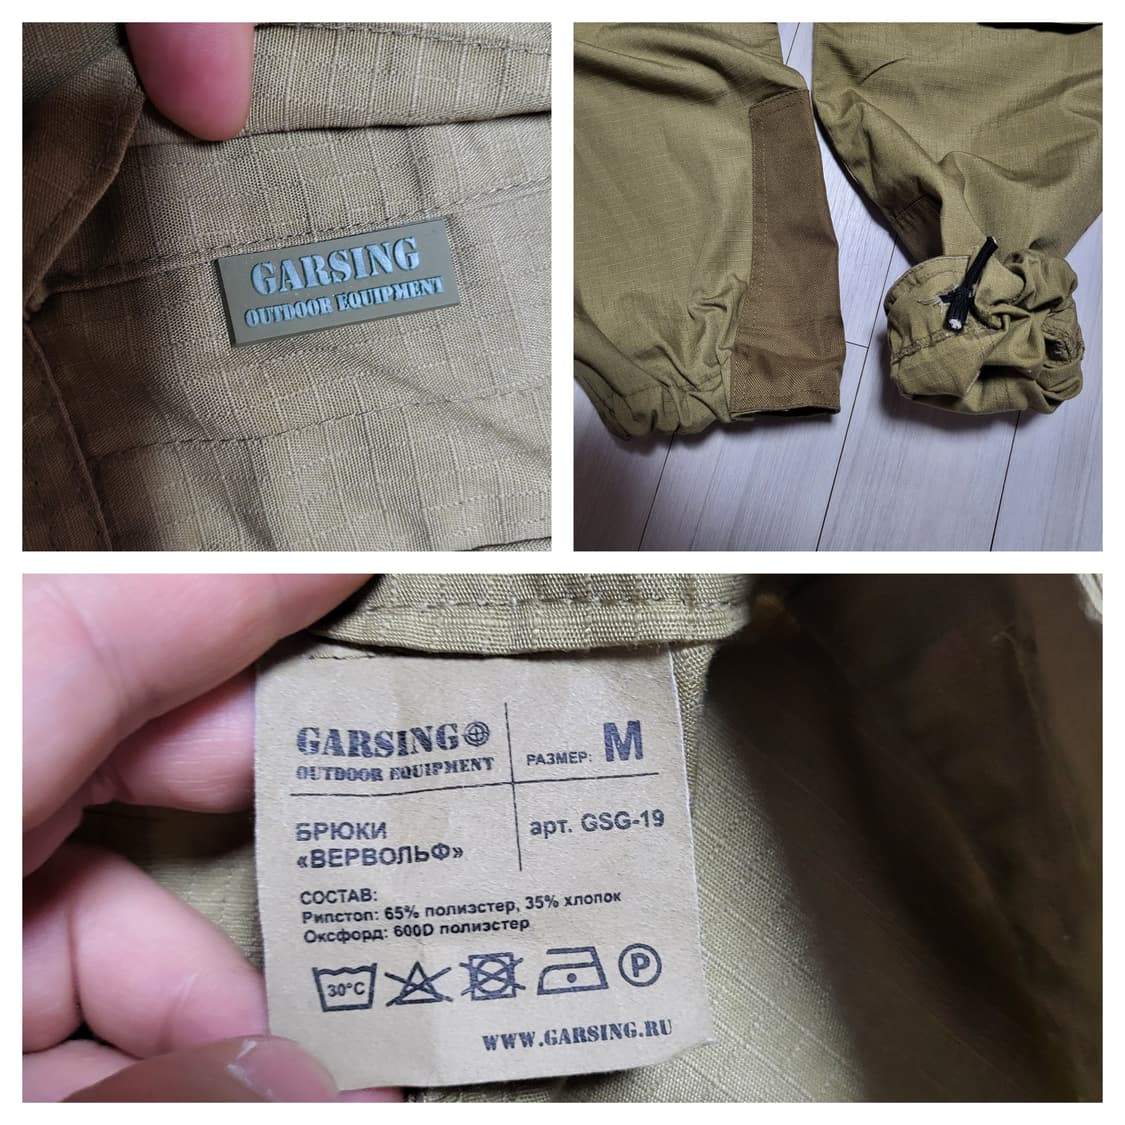 GARSING
OUTDOOR EQUIPMENT
GARSING
OUTDOOR EQUIPMENT
РАЗМЕР: M
БРЮКИ
«ВЕРВОЛЬФ»
арт. GSG-19
СОСТАВ:
Рипстоп: 65% полиэстер, 35% хлопок
Оксфорд: 600D полиэстер
30°C
P
WWW.GARSING.RU